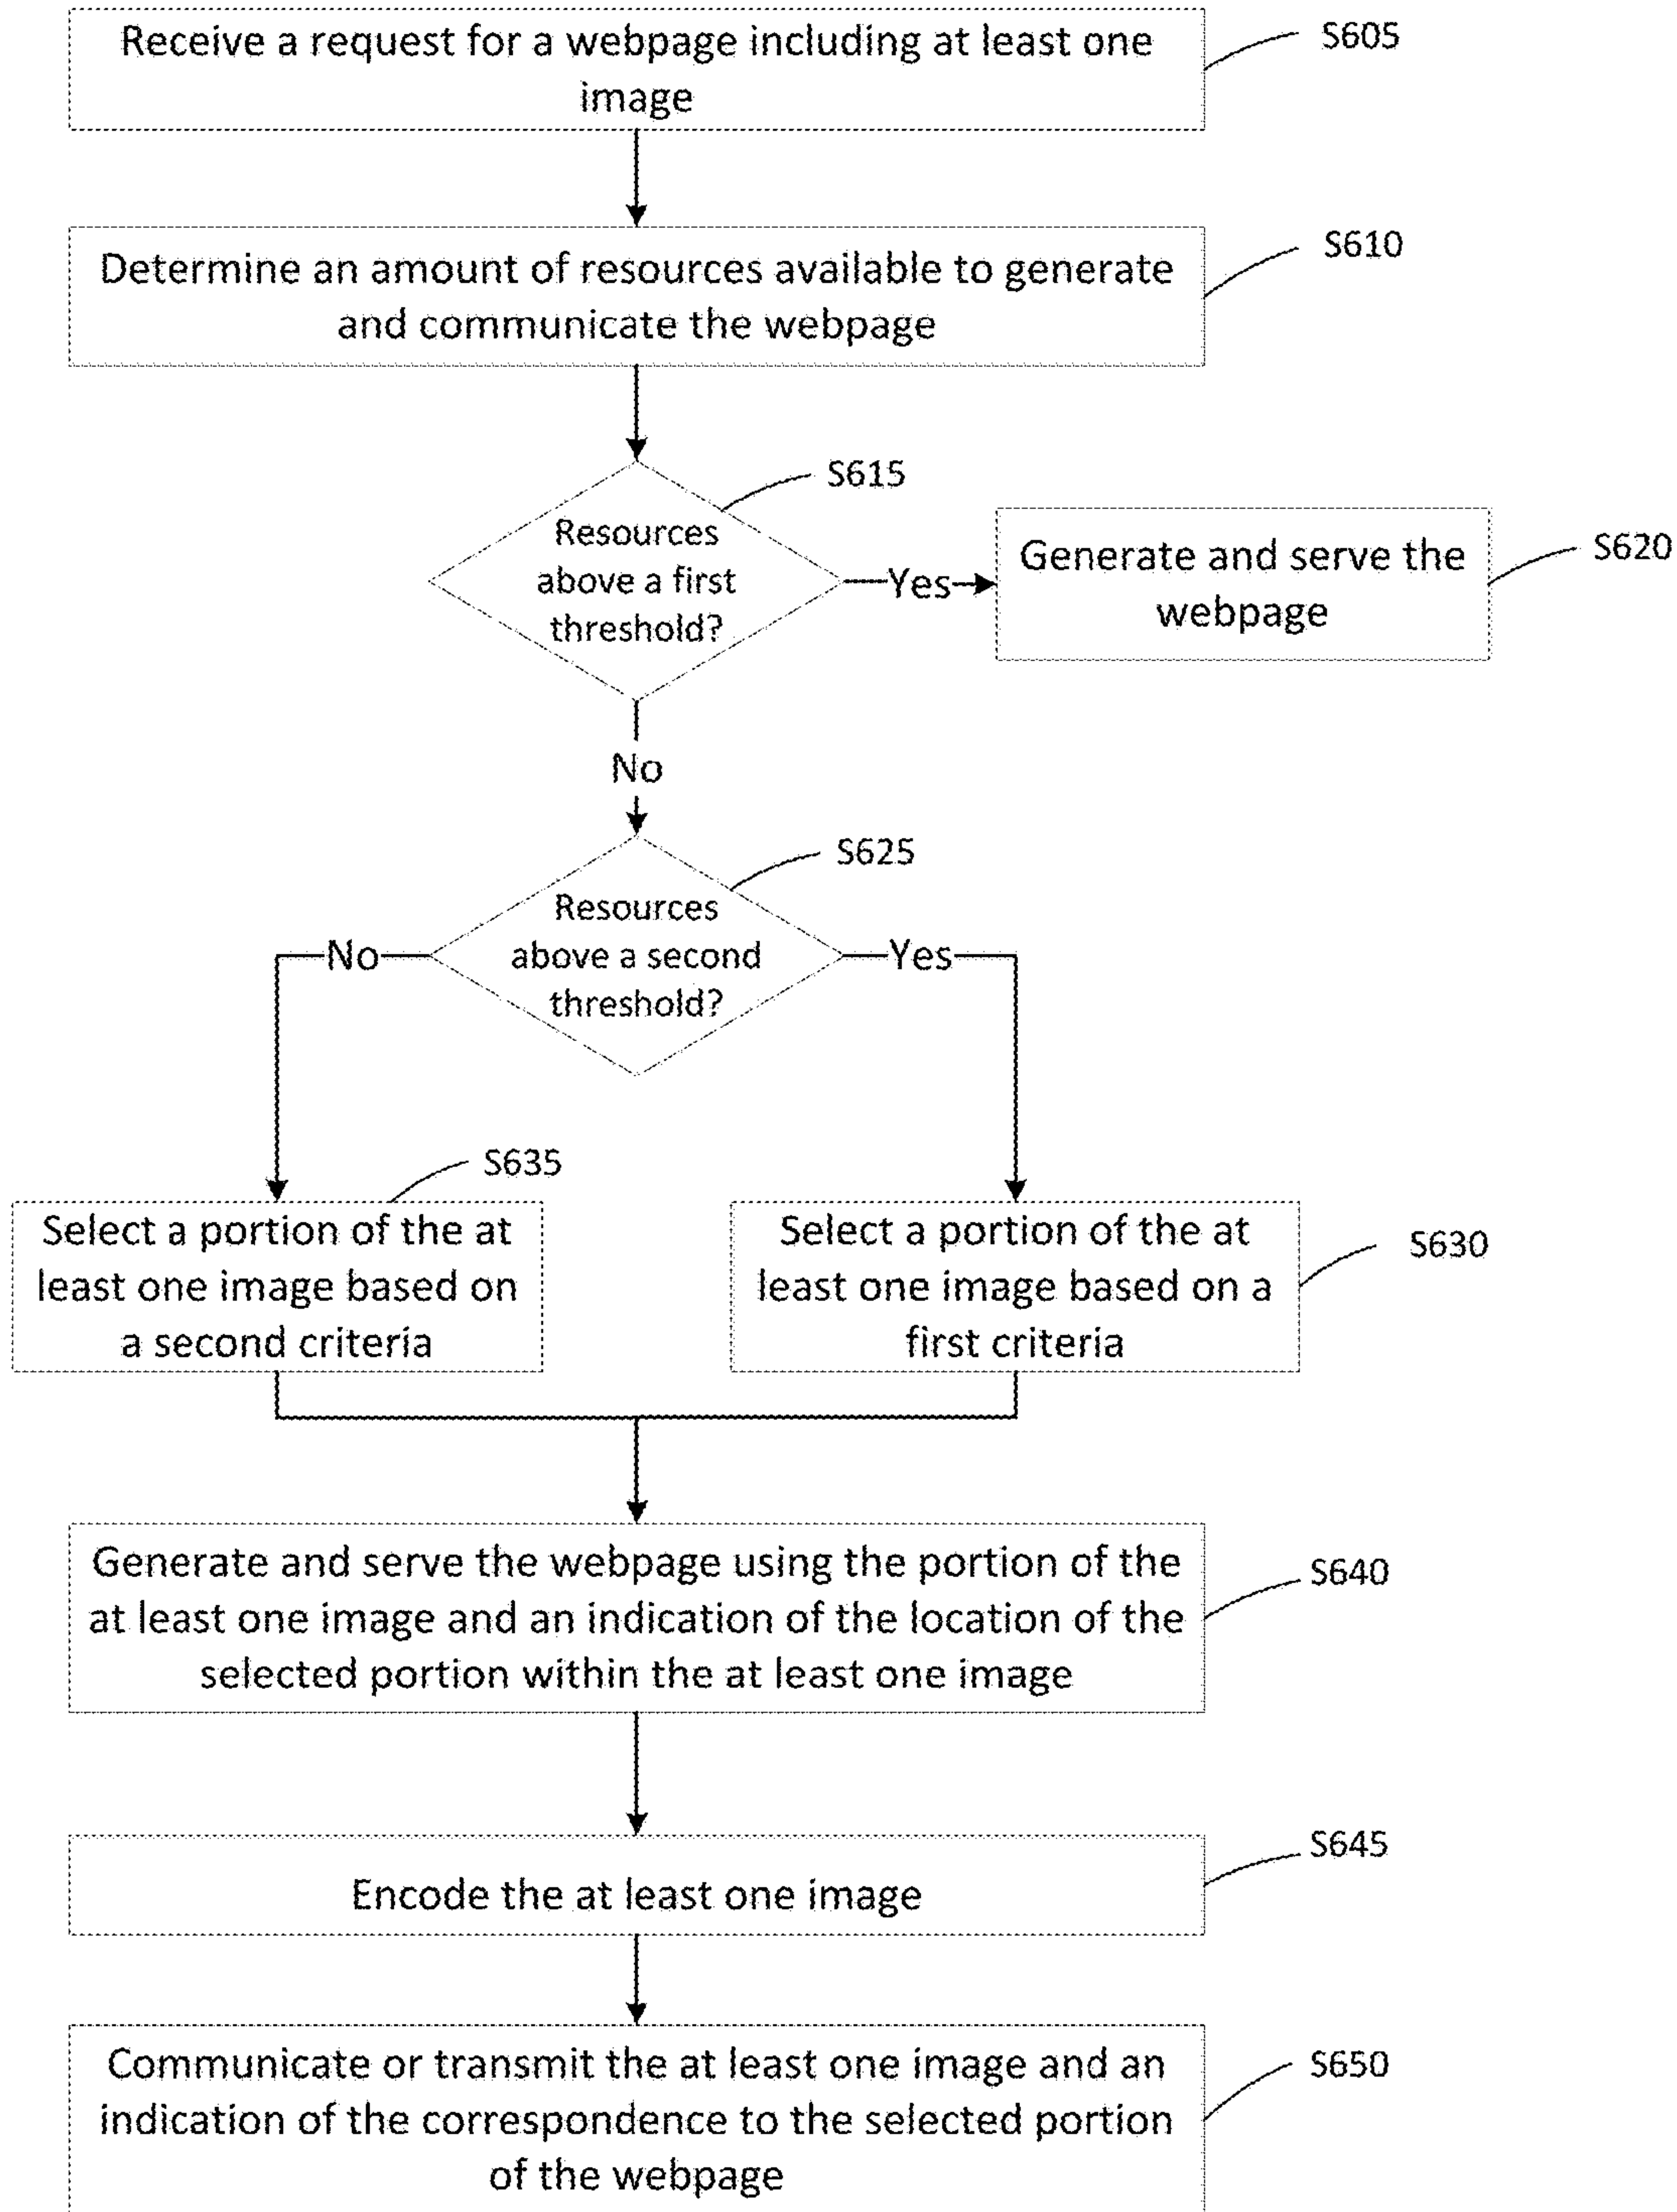 Receive a request for a webpage including at least one
image
S605
Determine an amount of resources available to generate
and communicate the webpage
S610
S615
Resources
above a first
threshold?
Yes
Generate and serve the
webpage
S620
No
S625
Resources
above a second
threshold?
No
Yes
S635
Select a portion of the at
least one image based on
a second criteria
Select a portion of the at
least one image based on a
first criteria
S630
Generate and serve the webpage using the portion of the
at least one image and an indication of the location of the
selected portion within the at least one image
S640
Encode the at least one image
S645
Communicate or transmit the at least one image and an
indication of the correspondence to the selected portion
of the webpage
S650